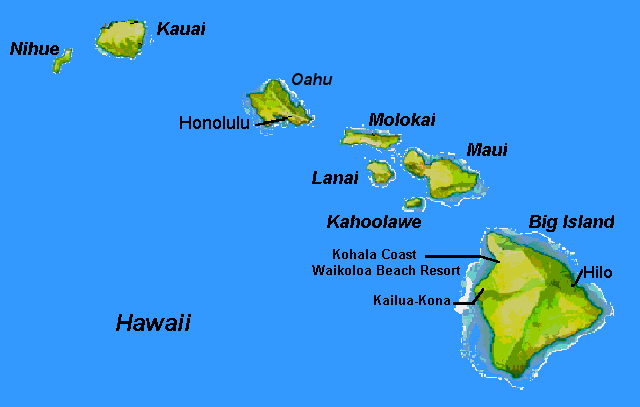 Kauai
Nihue
Oahu
Honolulu
Molokai
Maui
Lanai
Kahoolawe
Big Island
Kohala Coast
Waikoloa Beach Resort
Hilo
Kailua-Kona
Hawaii